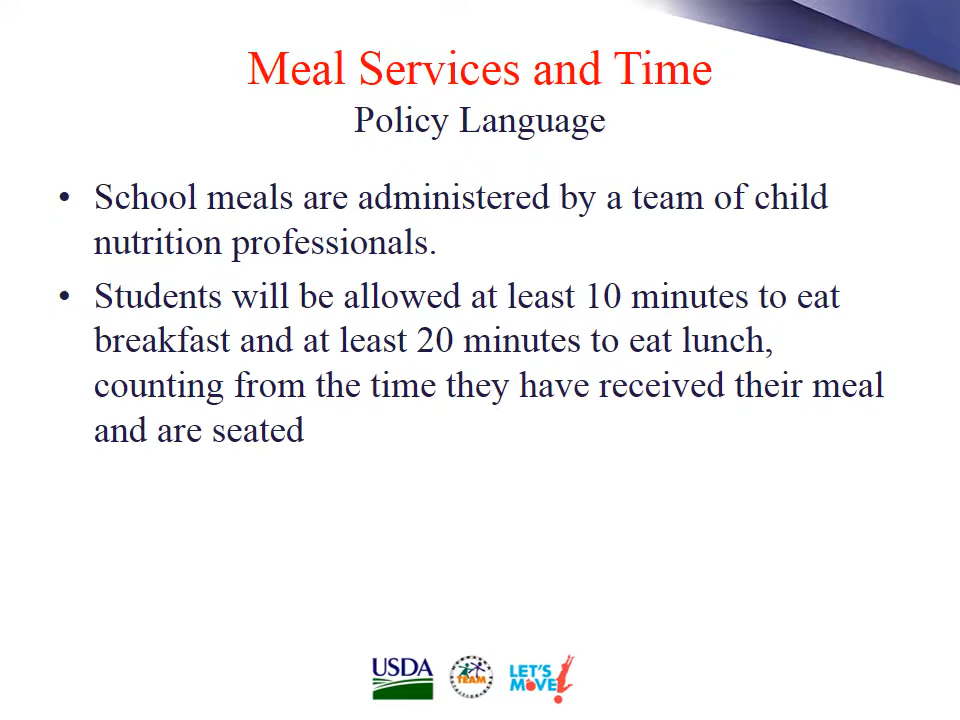 Meal Services and Time
Policy Language
• School meals are administered by a team of child
nutrition professionals.
• Students will be allowed at least 10 minutes to eat
breakfast and at least 20 minutes to eat lunch,
counting from the time they have received their meal
and are seated
USDA
TEAM
LET'S
MOVE!